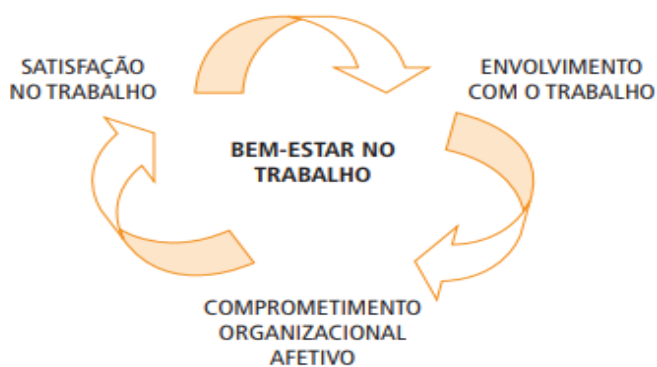 SATISFAÇÃO
NO TRABALHO
ENVOLVIMENTO
COM O TRABALHO
BEM-ESTAR NO
TRABALHO
COMPROMETIMENTO
ORGANIZACIONAL
AFETIVO